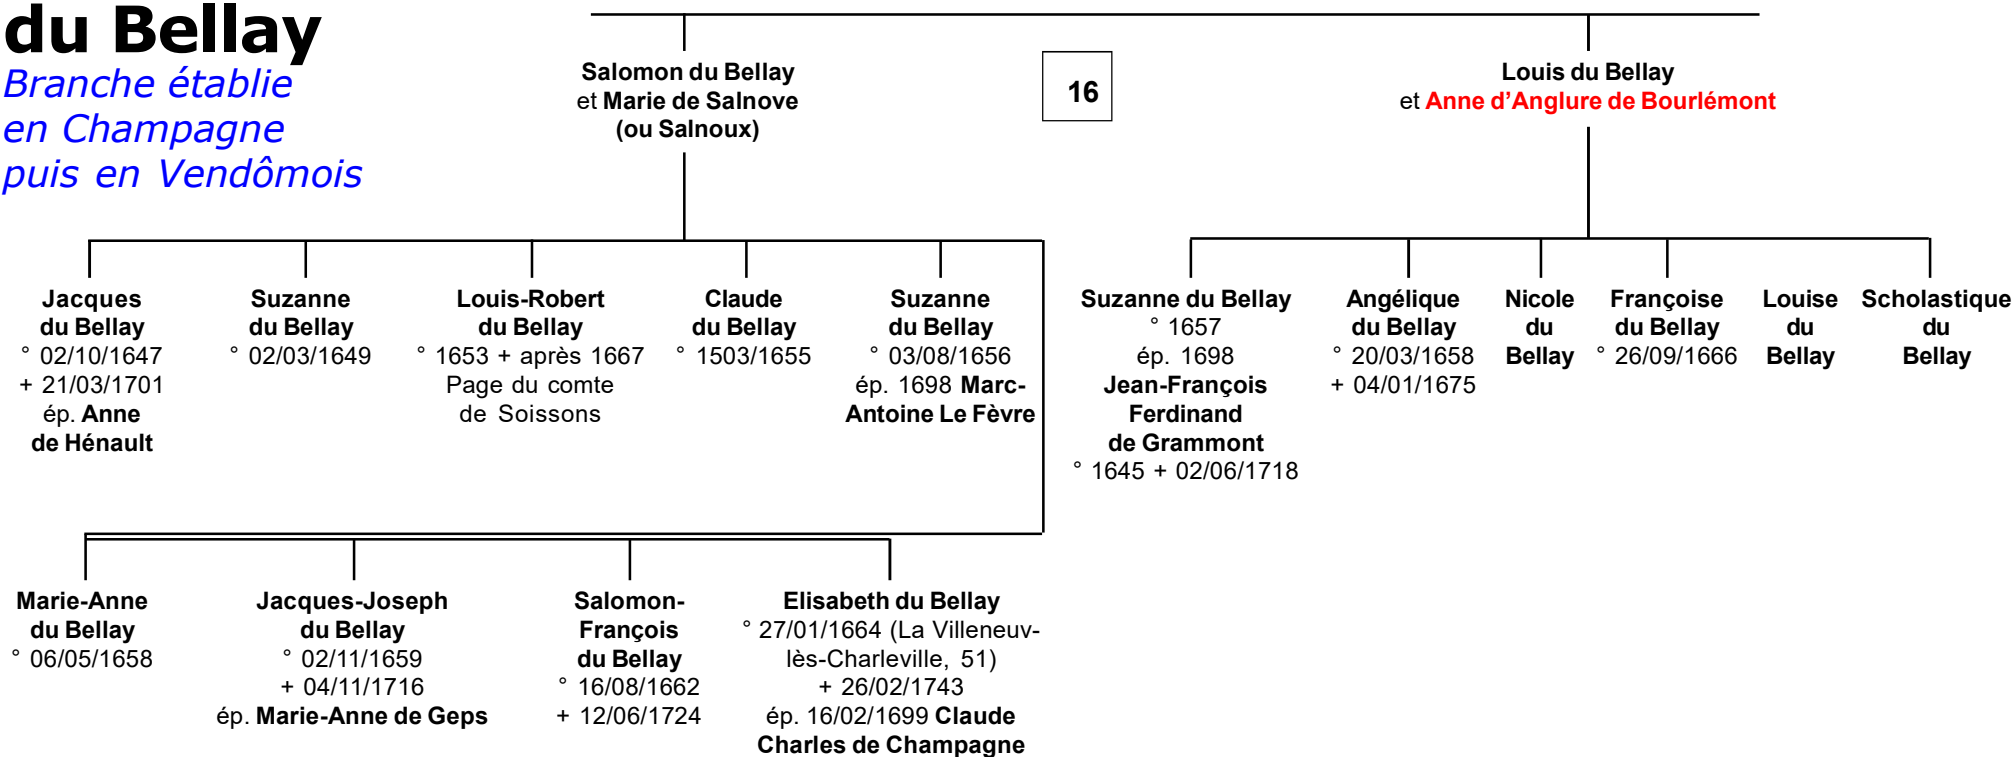 du Bellay
Branche établie
en Champagne
puis en Vendômois
Salomon du Bellay
et Marie de Salnove
(ou Salnoux)
16
Louis du Bellay
et Anne d’Anglure de Bourlémont
Jacques
du Bellay
° 02/10/1647
+ 21/03/1701
ép. Anne
de Hénault
Suzanne
du Bellay
° 02/03/1649
Louis-Robert
du Bellay
° 1653 + après 1667
Page du comte
de Soissons
Claude
du Bellay
° 1503/1655
Suzanne
du Bellay
° 03/08/1656
ép. 1698 Marc-
Antoine Le Fèvre
Suzanne du Bellay
° 1657
ép. 1698
Jean-François
Ferdinand
de Grammont
° 1645 + 02/06/1718
Angélique
du Bellay
° 20/03/1658
+ 04/01/1675
Nicole
du
Bellay
Françoise
du Bellay
° 26/09/1666
Louise
du
Bellay
Scholastique
du
Bellay
Marie-Anne
du Bellay
° 06/05/1658
Jacques-Joseph
du Bellay
° 02/11/1659
+ 04/11/1716
ép. Marie-Anne de Geps
Salomon-
François
du Bellay
° 16/08/1662
+ 12/06/1724
Elisabeth du Bellay
° 27/01/1664 (La Villeneuv-
lès-Charleville, 51)
+ 26/02/1743
ép. 16/02/1699 Claude
Charles de Champagne